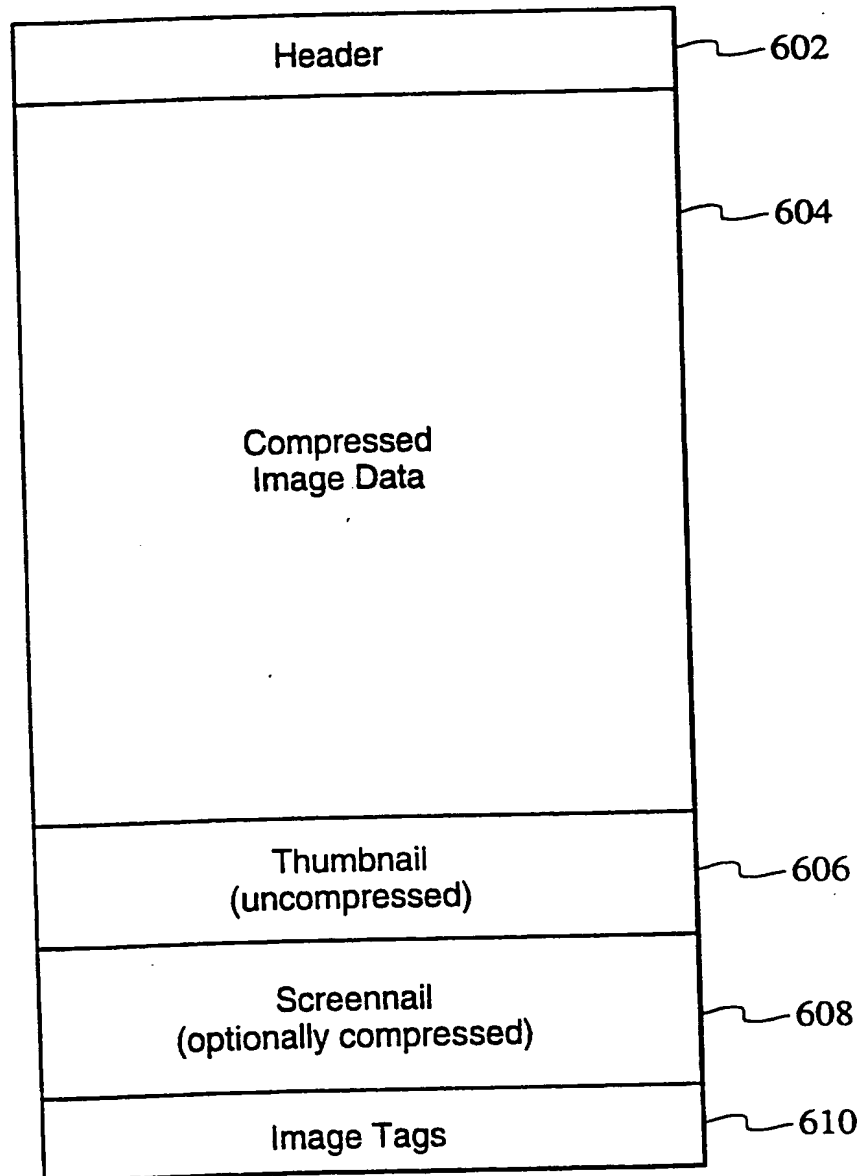 Header
602
604
Compressed
Image Data
Thumbnail
(uncompressed)
606
Screennail
(optionally compressed)
608
Image Tags
610